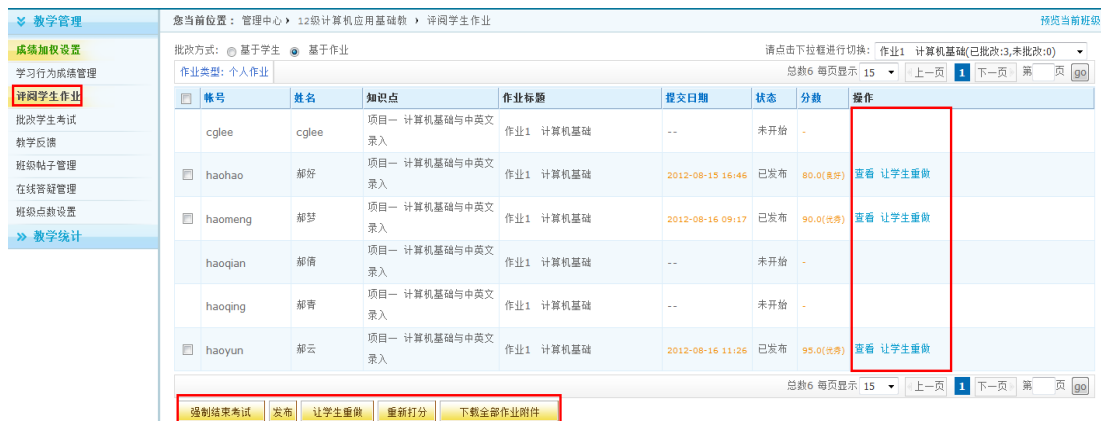 教学管理
成绩加权设置
学习行为成绩管理
评阅学生作业
批改学生考试
教学反馈
班级帖子管理
在线答疑管理
班级点数设置
教学统计
您当前位置：管理中心 12级计算机应用基础教 评阅学生作业 预览当前班级
批改方式: 基于学生 基于作业 请点击下拉框进行切换: 作业1 计算机基础(已批改:3,未批改:0)
作业类型: 个人作业 总数6 每页显示 15 上一页 1 下一页 第 页 go
帐号 姓名 知识点 作业标题 提交日期 状态 分数 操作
cglee cglee 项目一 计算机基础与中英文录入 作业1 计算机基础 -- 未开始 -
haohao 郝好 项目一 计算机基础与中英文录入 作业1 计算机基础 2012-08-15 16:46 已发布 80.0(良好) 查看 让学生重做
haomeng 郝梦 项目一 计算机基础与中英文录入 作业1 计算机基础 2012-08-16 09:17 已发布 90.0(优秀) 查看 让学生重做
haoqian 郝倩 项目一 计算机基础与中英文录入 作业1 计算机基础 -- 未开始 -
haoqing 郝青 项目一 计算机基础与中英文录入 作业1 计算机基础 -- 未开始 -
haoyun 郝云 项目一 计算机基础与中英文录入 作业1 计算机基础 2012-08-16 11:26 已发布 95.0(优秀) 查看 让学生重做
总数6 每页显示 15 上一页 1 下一页 第 页 go
强制结束考试 发布 让学生重做 重新打分 下载全部作业附件